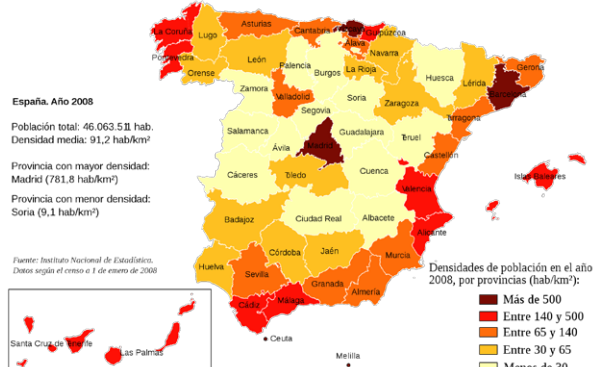 La Coruña
Lugo
Asturias
Cantabria
Guipúzcoa
Álava
Navarra
Pontevedra
Orense
León
Palencia
Burgos
La Rioja
Huesca
Lérida
Gerona
Barcelona
Zamora
Valladolid
Soria
Zaragoza
Tarragona
Segovia
Salamanca
Ávila
Madrid
Guadalajara
Teruel
Castellón
Cáceres
Toledo
Cuenca
Valencia
Islas Baleares
Badajoz
Ciudad Real
Albacete
Alicante
Huelva
Córdoba
Jaén
Murcia
Sevilla
Granada
Almería
Cádiz
Málaga
Ceuta
Melilla
Santa Cruz de Tenerife
Las Palmas
España. Año 2008
Población total: 46.063.511 hab.
Densidad media: 91,2 hab/km²
Provincia con mayor densidad:
Madrid (781,8 hab/km²)
Provincia con menor densidad:
Soria (9,1 hab/km²)
Fuente: Instituto Nacional de Estadística.
Datos según el censo a 1 de enero de 2008
Densidades de población en el año
2008, por provincias (hab/km²):
Más de 500
Entre 140 y 500
Entre 65 y 140
Entre 30 y 65
Menos de 30